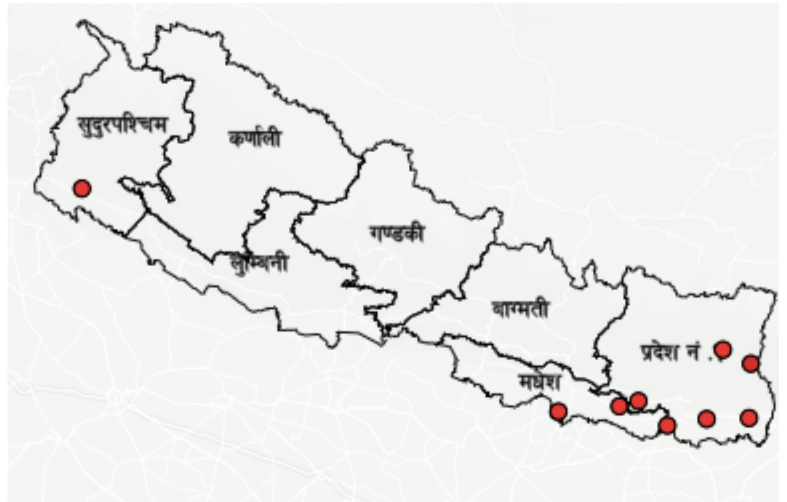 सुदुरपश्चिम
कर्णाली
गण्डकी
लुम्बिनी
बाग्मती
प्रदेश नं .
मधेश